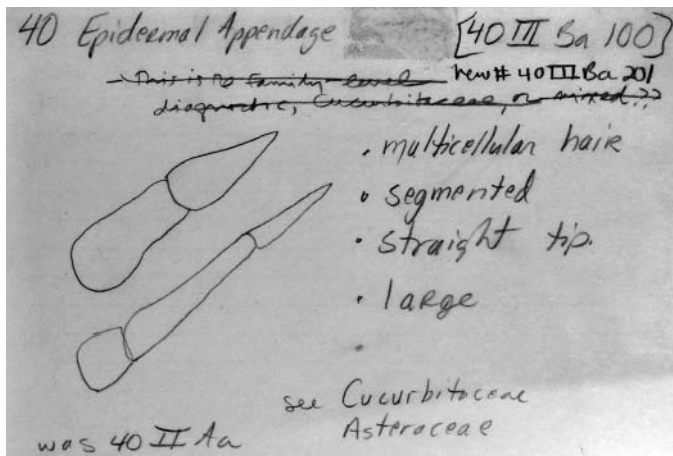 40 Epidermal Appendage [40 III Ba 100]
This is to Family-level new # 40 III Ba 201
diagnostic, Cucurbitaceae, or mixed??
• multicellular hair
• segmented
• straight tip.
• large
•
see Cucurbitaceae
Asteraceae
was 40 II Aa